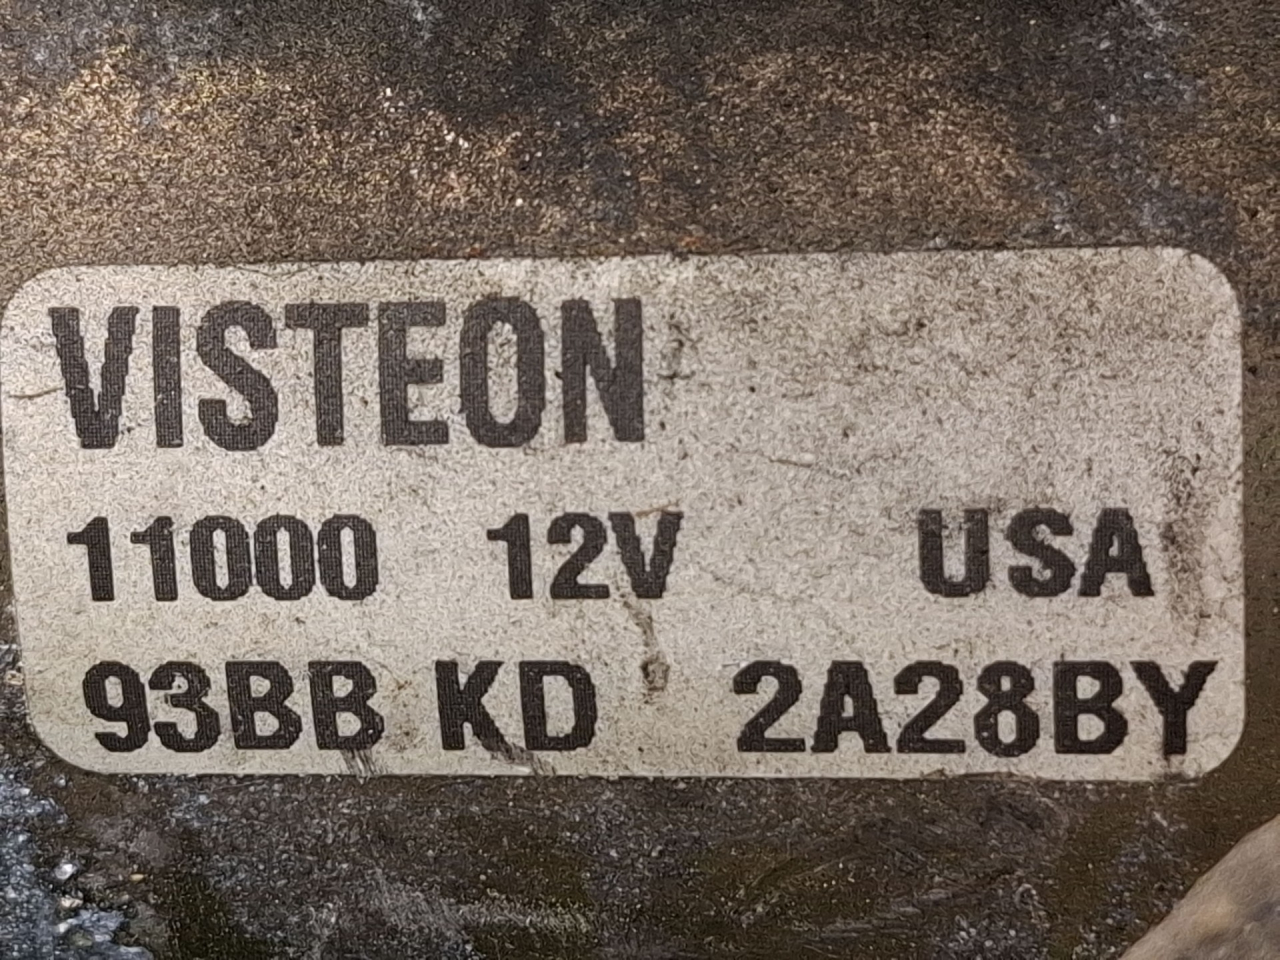 VISTEON
11000 12V USA
93BB KD 2A28BY